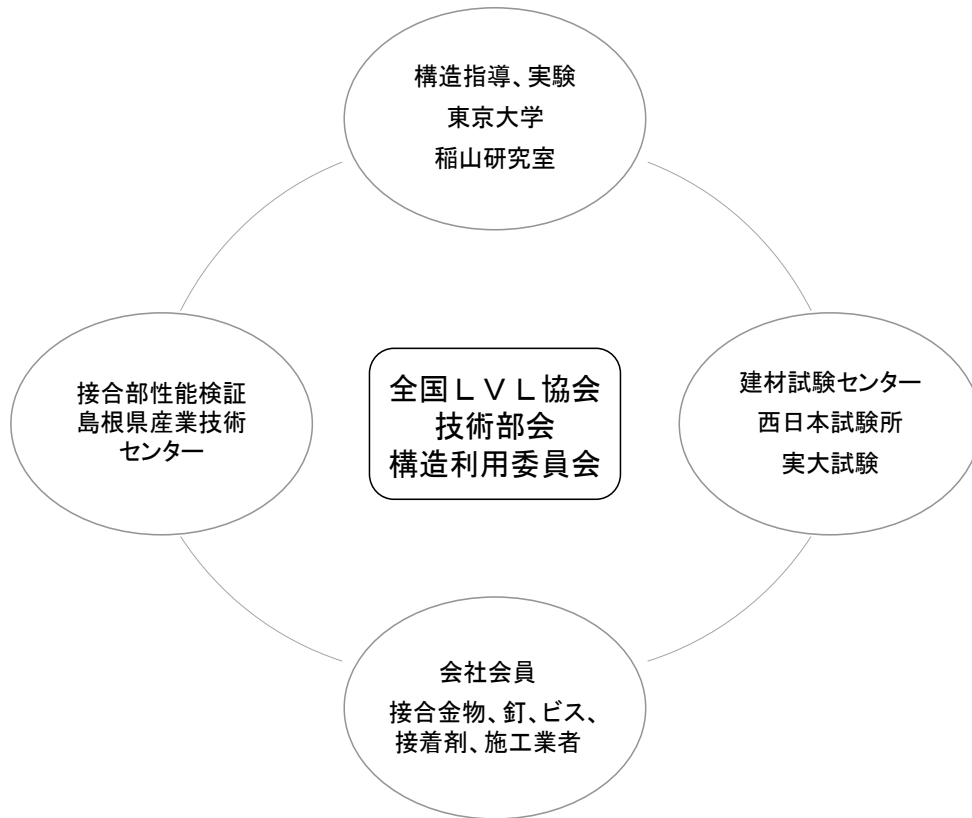 構造指導、実験
東京大学
稲山研究室
接合部性能検証
島根県産業技術
センター
全国ＬＶＬ協会
技術部会
構造利用委員会
建材試験センター
西日本試験所
実大試験
会社会員
接合金物、釘、ビス、
接着剤、施工業者